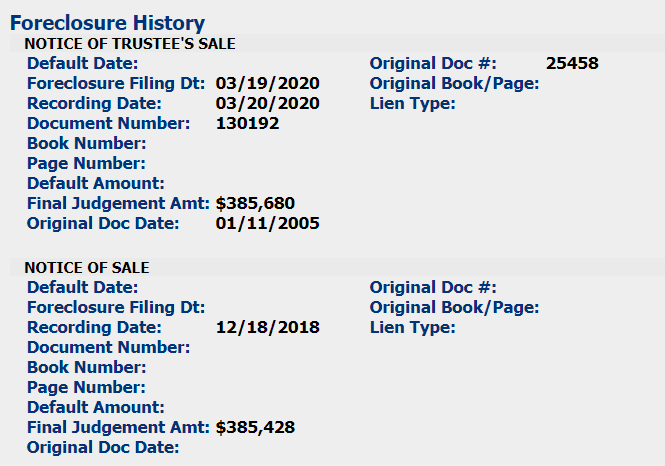 Foreclosure History
NOTICE OF TRUSTEE'S SALE
Default Date: Original Doc #: 25458
Foreclosure Filing Dt: 03/19/2020 Original Book/Page:
Recording Date: 03/20/2020 Lien Type:
Document Number: 130192
Book Number:
Page Number:
Default Amount:
Final Judgement Amt: $385,680
Original Doc Date: 01/11/2005
NOTICE OF SALE
Default Date: Original Doc #:
Foreclosure Filing Dt: Original Book/Page:
Recording Date: 12/18/2018 Lien Type:
Document Number:
Book Number:
Page Number:
Default Amount:
Final Judgement Amt: $385,428
Original Doc Date: